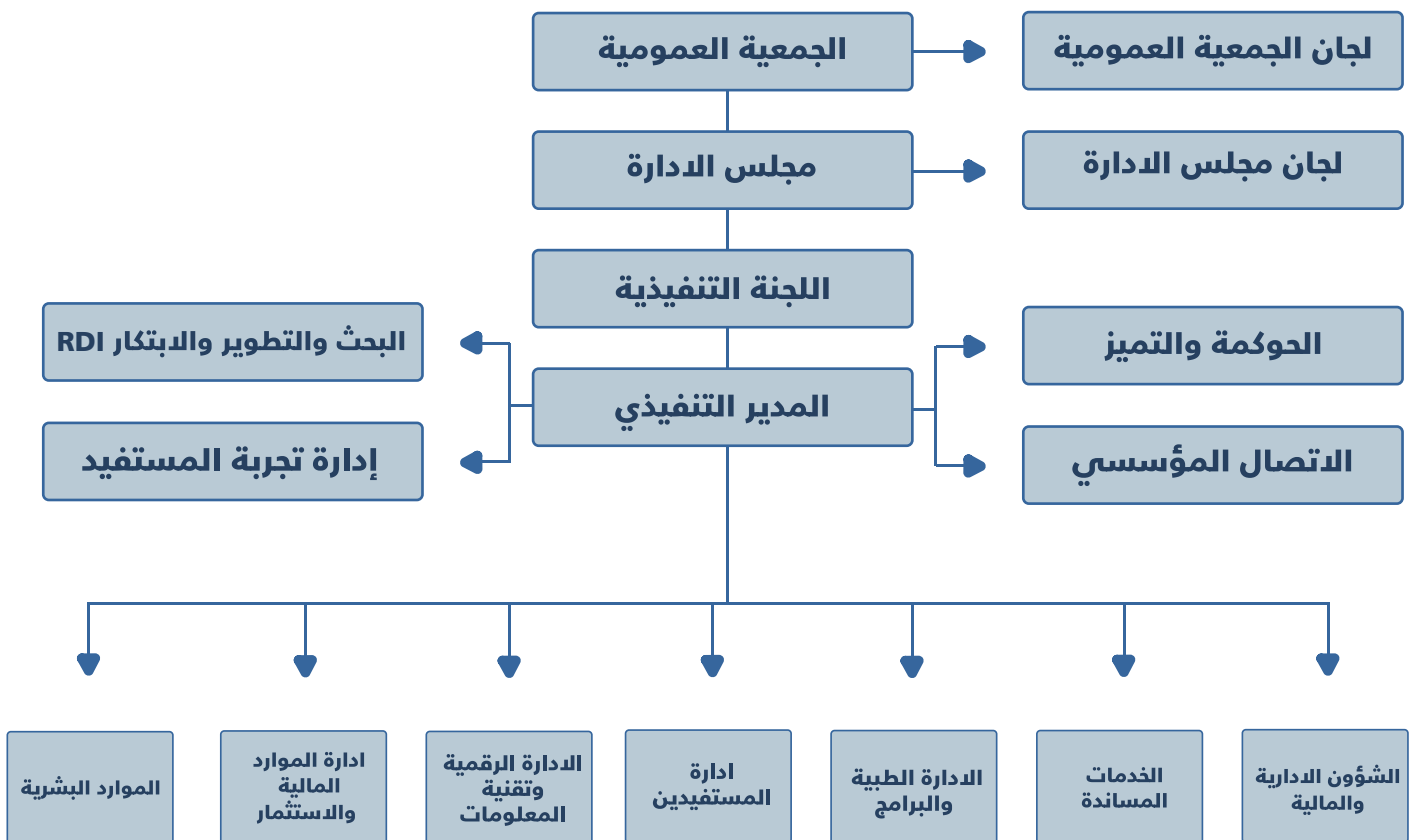 الجمعية العمومية
لجان الجمعية العمومية
مجلس الادارة
لجان مجلس الادارة
اللجنة التنفيذية
الحوكمة والتميز
البحث والتطوير والابتكار RDI
المدير التنفيذي
الاتصال المؤسسي
إدارة تجربة المستفيد
الشؤون الادارية
والمالية
الخدمات
المساندة
الادارة الطبية
والبرامج
ادارة
المستفيدين
الادارة الرقمية
وتقنية
المعلومات
ادارة الموارد
المالية
والاستثمار
الموارد البشرية